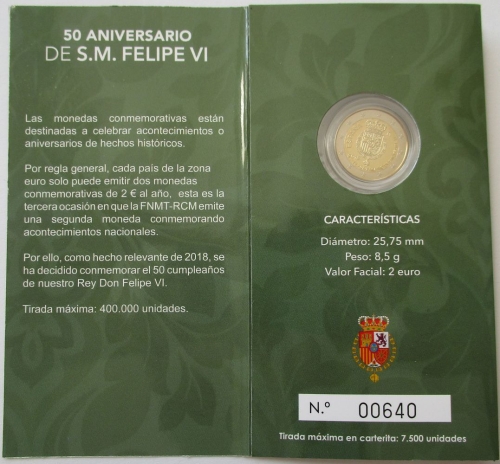 50 ANIVERSARIO
DE S.M. FELIPE VI
Las monedas conmemorativas están
destinadas a celebrar acontecimientos o
aniversarios de hechos históricos.
Por regla general, cada país de la zona
euro solo puede emitir dos monedas
conmemorativas de 2 € al año, esta es la
tercera ocasión en que la FNMT-RCM emite
una segunda moneda conmemorando
acontecimientos nacionales.
Por ello, como hecho relevante de 2018, se
ha decidido conmemorar el 50 cumpleaños
de nuestro Rey Don Felipe VI.
Tirada máxima: 400.000 unidades.
CARACTERÍSTICAS
Diámetro: 25,75 mm
Peso: 8,5 g
Valor Facial: 2 euro
N.º 00640
Tirada máxima en carterita: 7.500 unidades